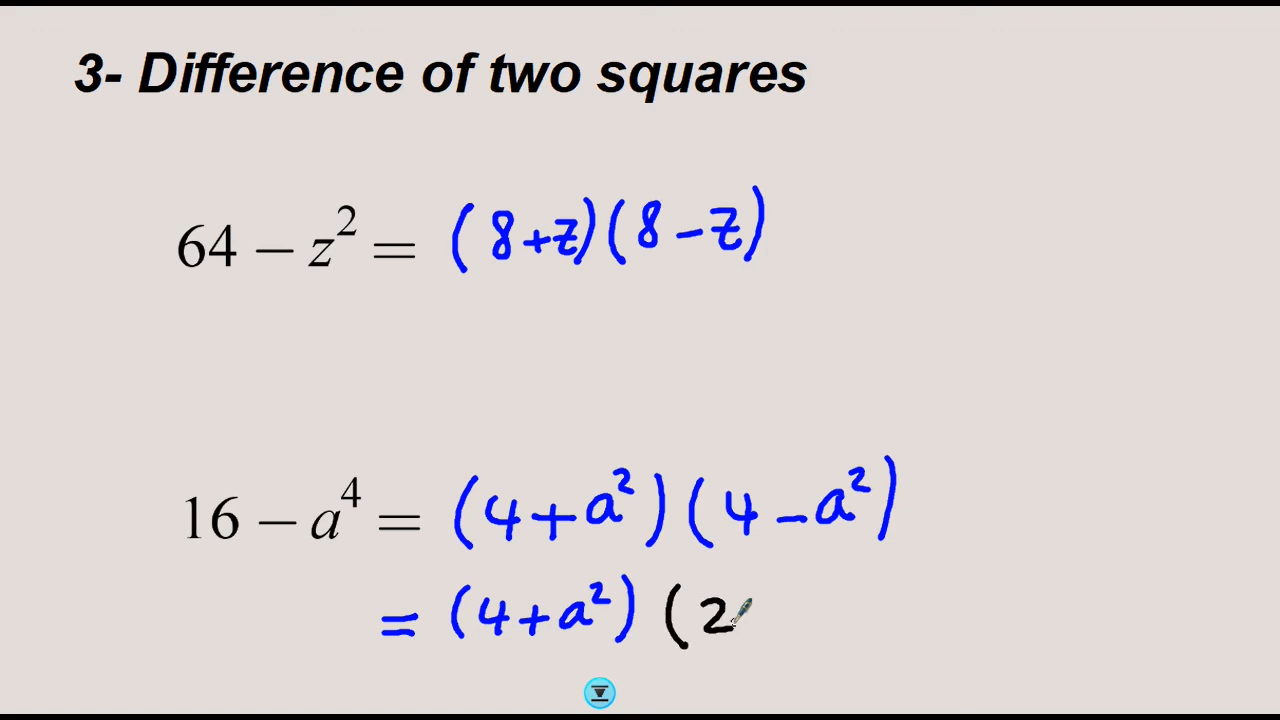 3- Difference of two squares
64 − z² = (8+z)(8−z)
16 − a⁴ = (4+a²)(4−a²)
= (4+a²)(2